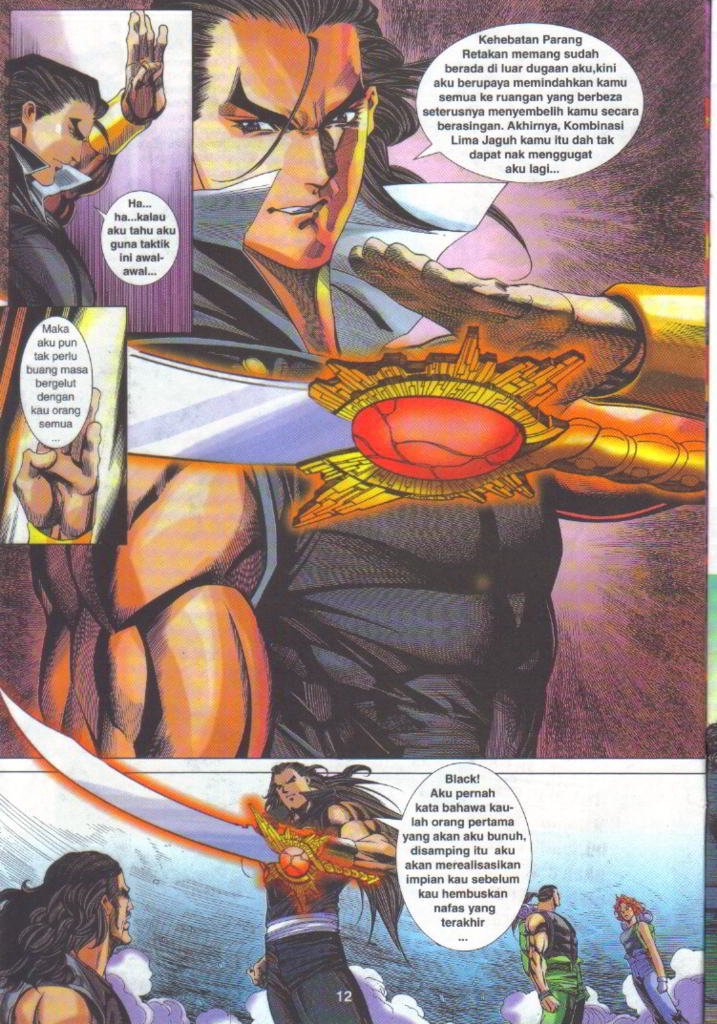 Kehebatan Parang
Retakan memang sudah
berada di luar dugaan aku,kini
aku berupaya memindahkan kamu
semua ke ruangan yang berbeza
seterusnya menyembelih kamu secara
berasingan. Akhirnya, Kombinasi
Lima Jaguh kamu itu dah tak
dapat nak menggugat
aku lagi...
Ha...
ha...kalau
aku tahu aku
guna taktik
ini awal-
awal...
Maka
aku pun
tak perlu
buang masa
bergelut
dengan
kau orang
semua
...
Black!
Aku pernah
kata bahawa kau-
lah orang pertama
yang akan aku bunuh,
disamping itu aku
akan merealisasikan
impian kau sebelum
kau hembuskan
nafas yang
terakhir
...
12